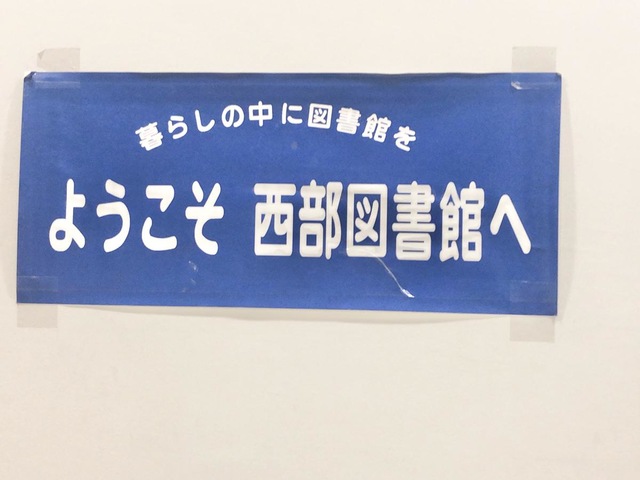 暮らしの中に図書館を
ようこそ 西部図書館へ